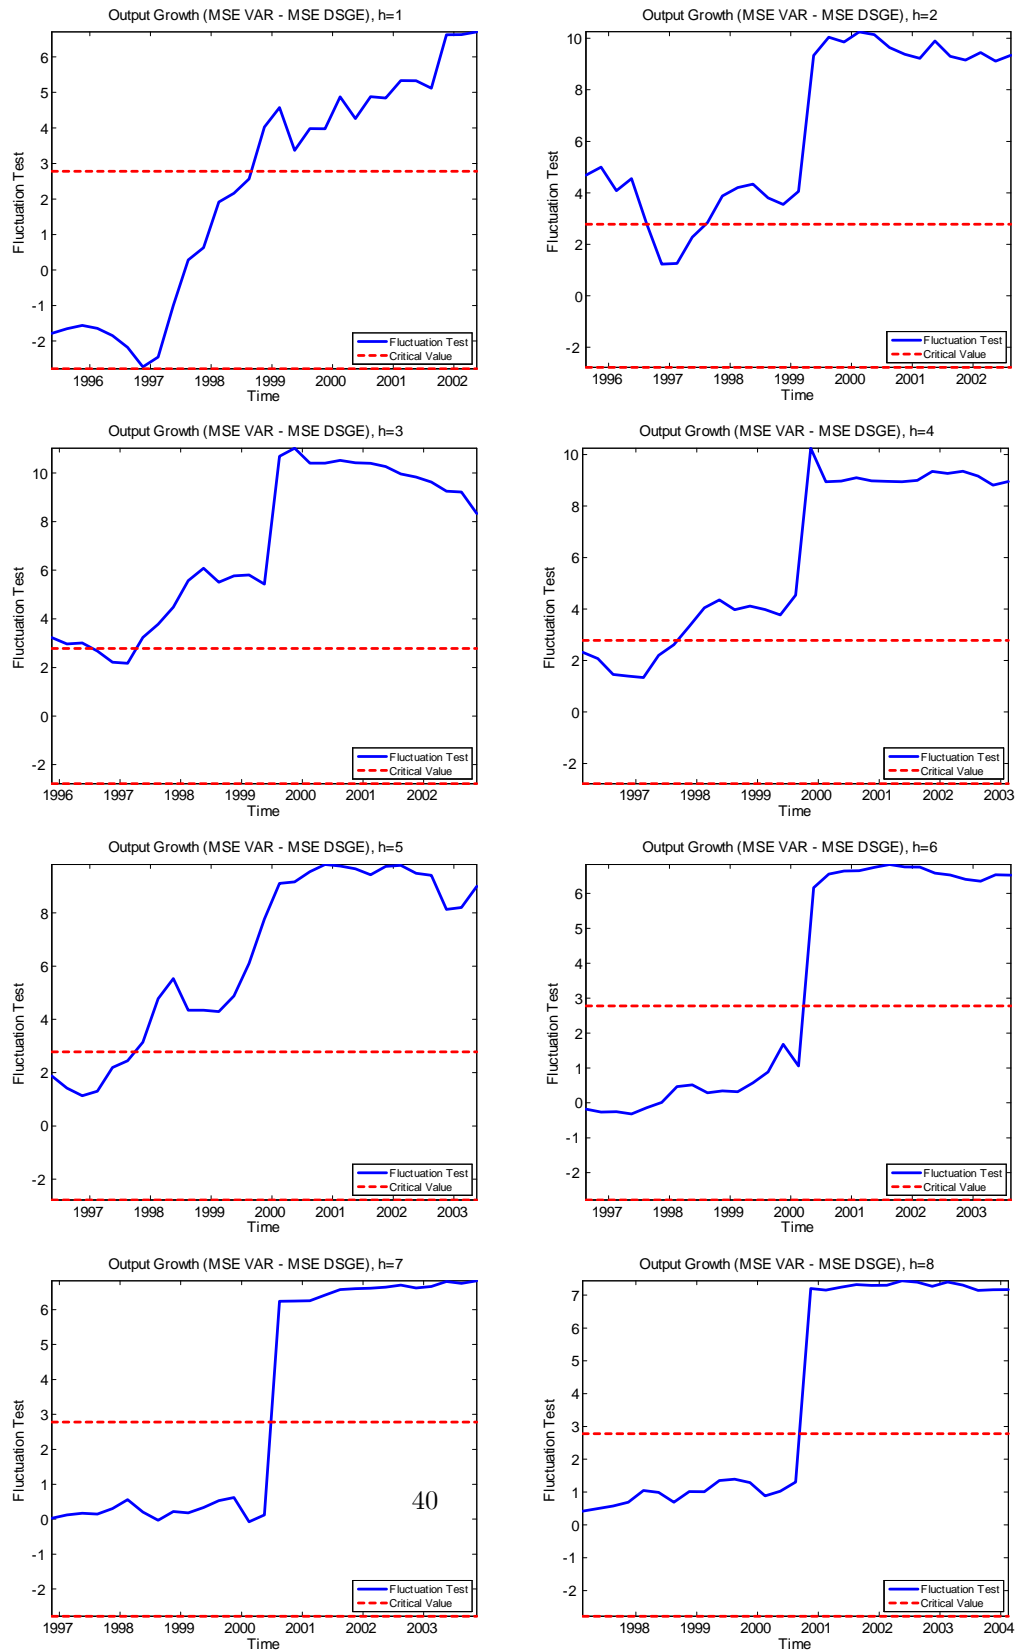 Output Growth (MSE VAR - MSE DSGE), h=1
6
5
4
3
2
1
0
-1
-2
Fluctuation Test
1996 1997 1998 1999 2000 2001 2002
Time
Fluctuation Test
Critical Value
Output Growth (MSE VAR - MSE DSGE), h=2
10
8
6
4
2
0
-2
Fluctuation Test
1996 1997 1998 1999 2000 2001 2002
Time
Fluctuation Test
Critical Value
Output Growth (MSE VAR - MSE DSGE), h=3
10
8
6
4
2
0
-2
Fluctuation Test
1996 1997 1998 1999 2000 2001 2002
Time
Fluctuation Test
Critical Value
Output Growth (MSE VAR - MSE DSGE), h=4
10
8
6
4
2
0
-2
Fluctuation Test
1997 1998 1999 2000 2001 2002 2003
Time
Fluctuation Test
Critical Value
Output Growth (MSE VAR - MSE DSGE), h=5
8
6
4
2
0
-2
Fluctuation Test
1997 1998 1999 2000 2001 2002 2003
Time
Fluctuation Test
Critical Value
Output Growth (MSE VAR - MSE DSGE), h=6
6
5
4
3
2
1
0
-1
-2
Fluctuation Test
1997 1998 1999 2000 2001 2002 2003
Time
Fluctuation Test
Critical Value
Output Growth (MSE VAR - MSE DSGE), h=7
6
5
4
3
2
1
0
-1
-2
Fluctuation Test
1997 1998 1999 2000 2001 2002 2003
Time
Fluctuation Test
Critical Value
40
Output Growth (MSE VAR - MSE DSGE), h=8
7
6
5
4
3
2
1
0
-1
-2
Fluctuation Test
1998 1999 2000 2001 2002 2003 2004
Time
Fluctuation Test
Critical Value